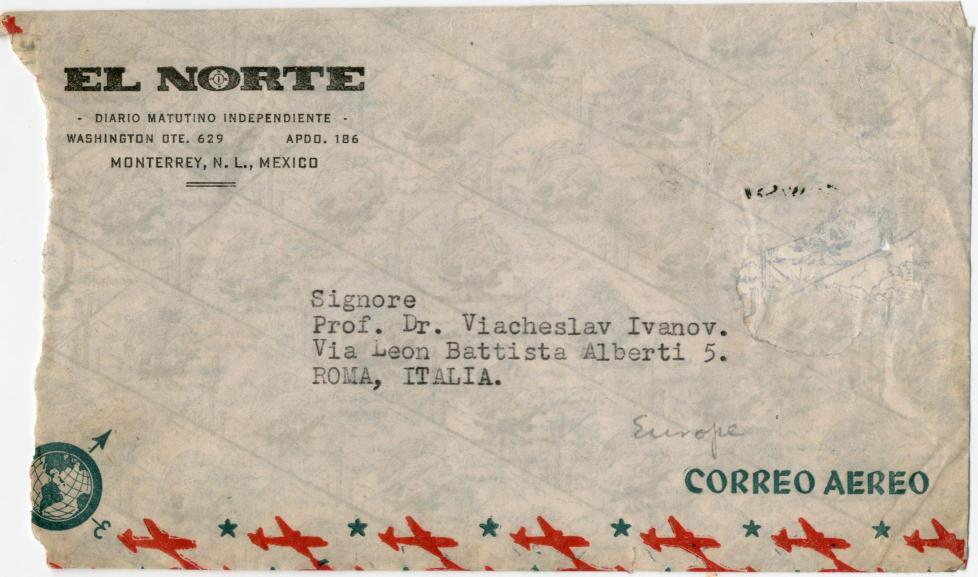 EL NORTE
- DIARIO MATUTINO INDEPENDIENTE -
WASHINGTON OTE. 629 APDO. 186
MONTERREY, N. L., MEXICO
Signore
Prof. Dr. Viacheslav Ivanov.
Via Leon Battista Alberti 5.
ROMA, ITALIA.
Europe
CORREO AEREO